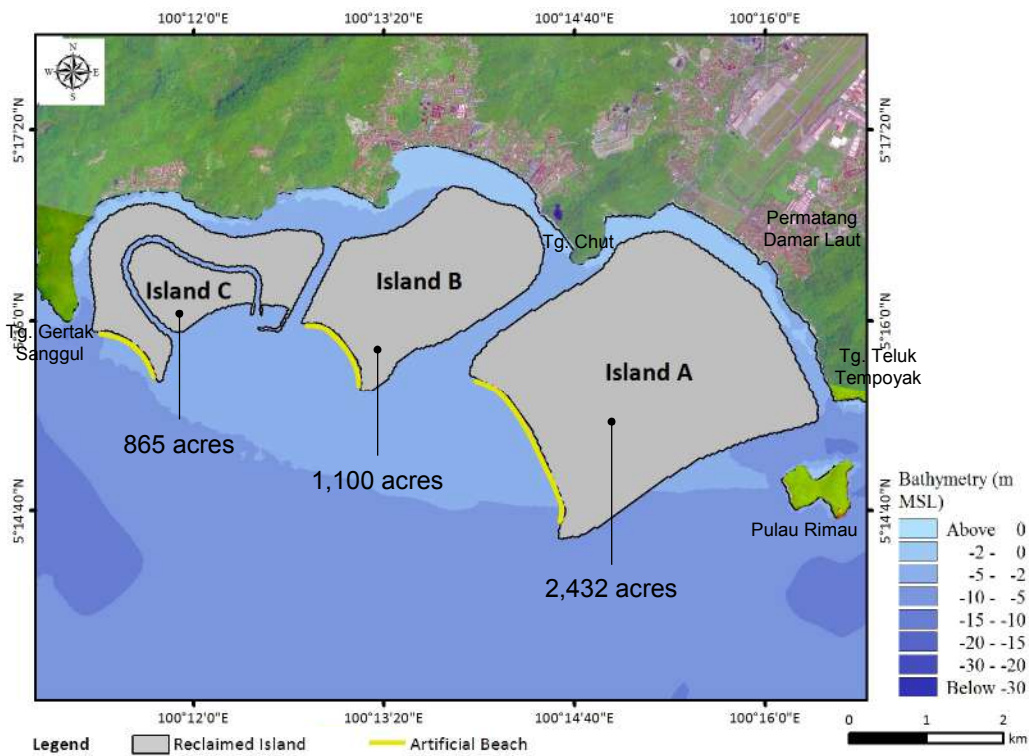 100°12'0"E
100°13'20"E
100°14'40"E
100°16'0"E
N
W
E
S
5°17'20"N
5°17'20"N
Permatang
Damar Laut
Tg. Chut
Island B
Island C
5°16'0"N
Tg. Gertak
Sanggul
Tg. Teluk
Tempoyak
Island A
865 acres
1,100 acres
2,432 acres
5°14'40"N
5°14'40"N
Pulau Rimau
Bathymetry (m
MSL)
Above 0
-2 - 0
-5 - -2
-10 - -5
-15 - -10
-20 - -15
-30 - -20
Below -30
100°12'0"E
100°13'20"E
100°14'40"E
100°16'0"E
0 1 2
km
Legend
Reclaimed Island
Artificial Beach